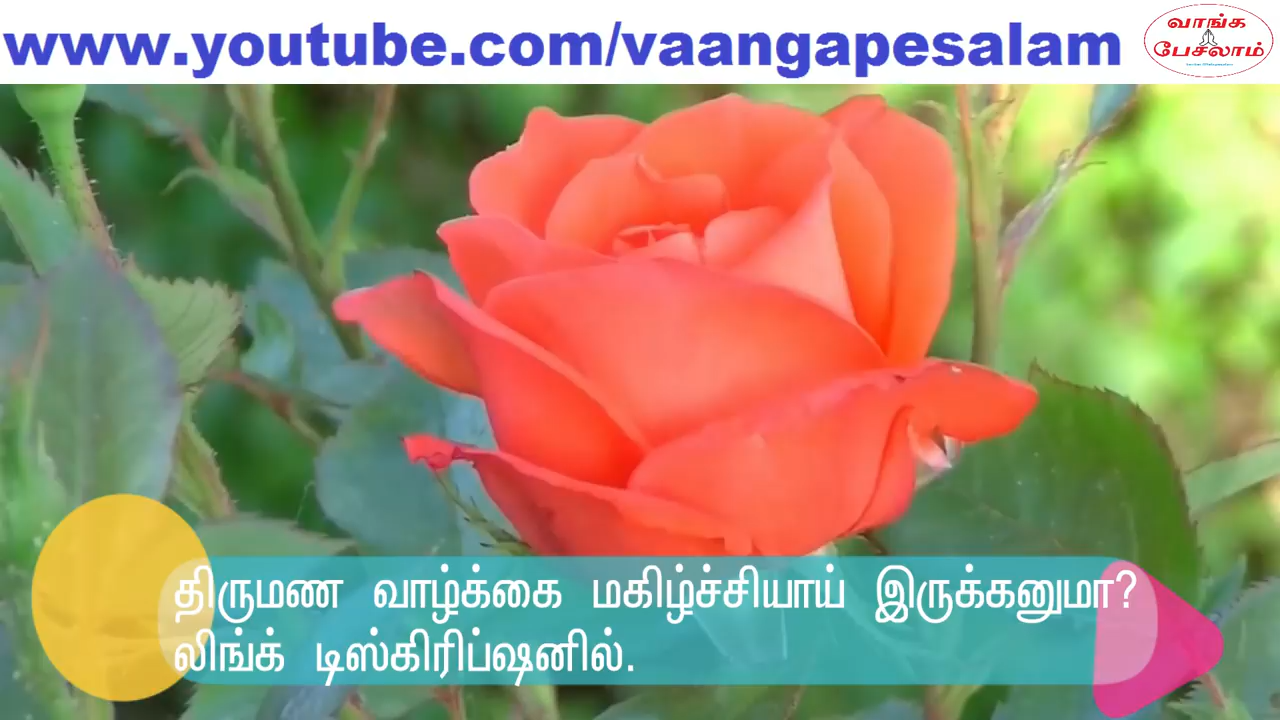 www.youtube.com/vaangapesalam
வாங்க
பேசலாம்
திருமண வாழ்க்கை மகிழ்ச்சியாய் இருக்கனுமா?
லிங்க் டிஸ்கிரிப்ஷனில்.